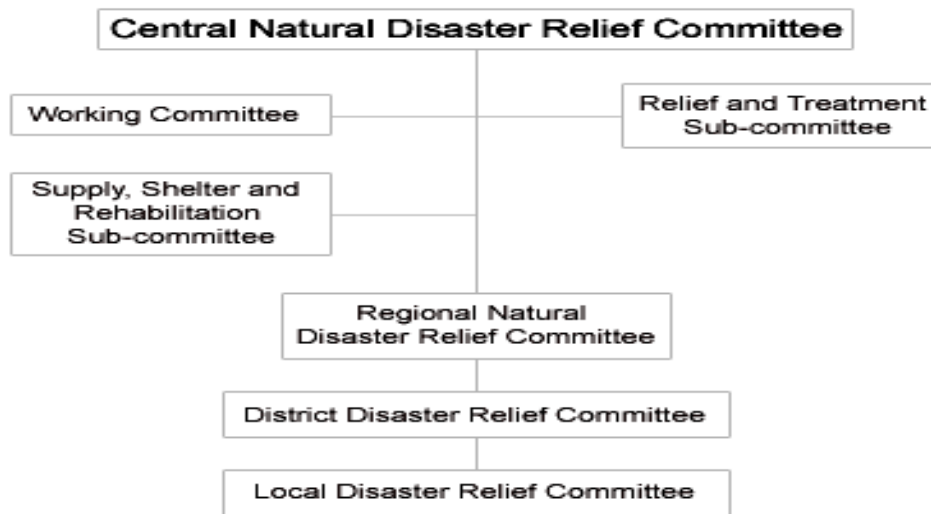 Central Natural Disaster Relief Committee
Working Committee
Relief and Treatment
Sub-committee
Supply, Shelter and
Rehabilitation
Sub-committee
Regional Natural
Disaster Relief Committee
District Disaster Relief Committee
Local Disaster Relief Committee